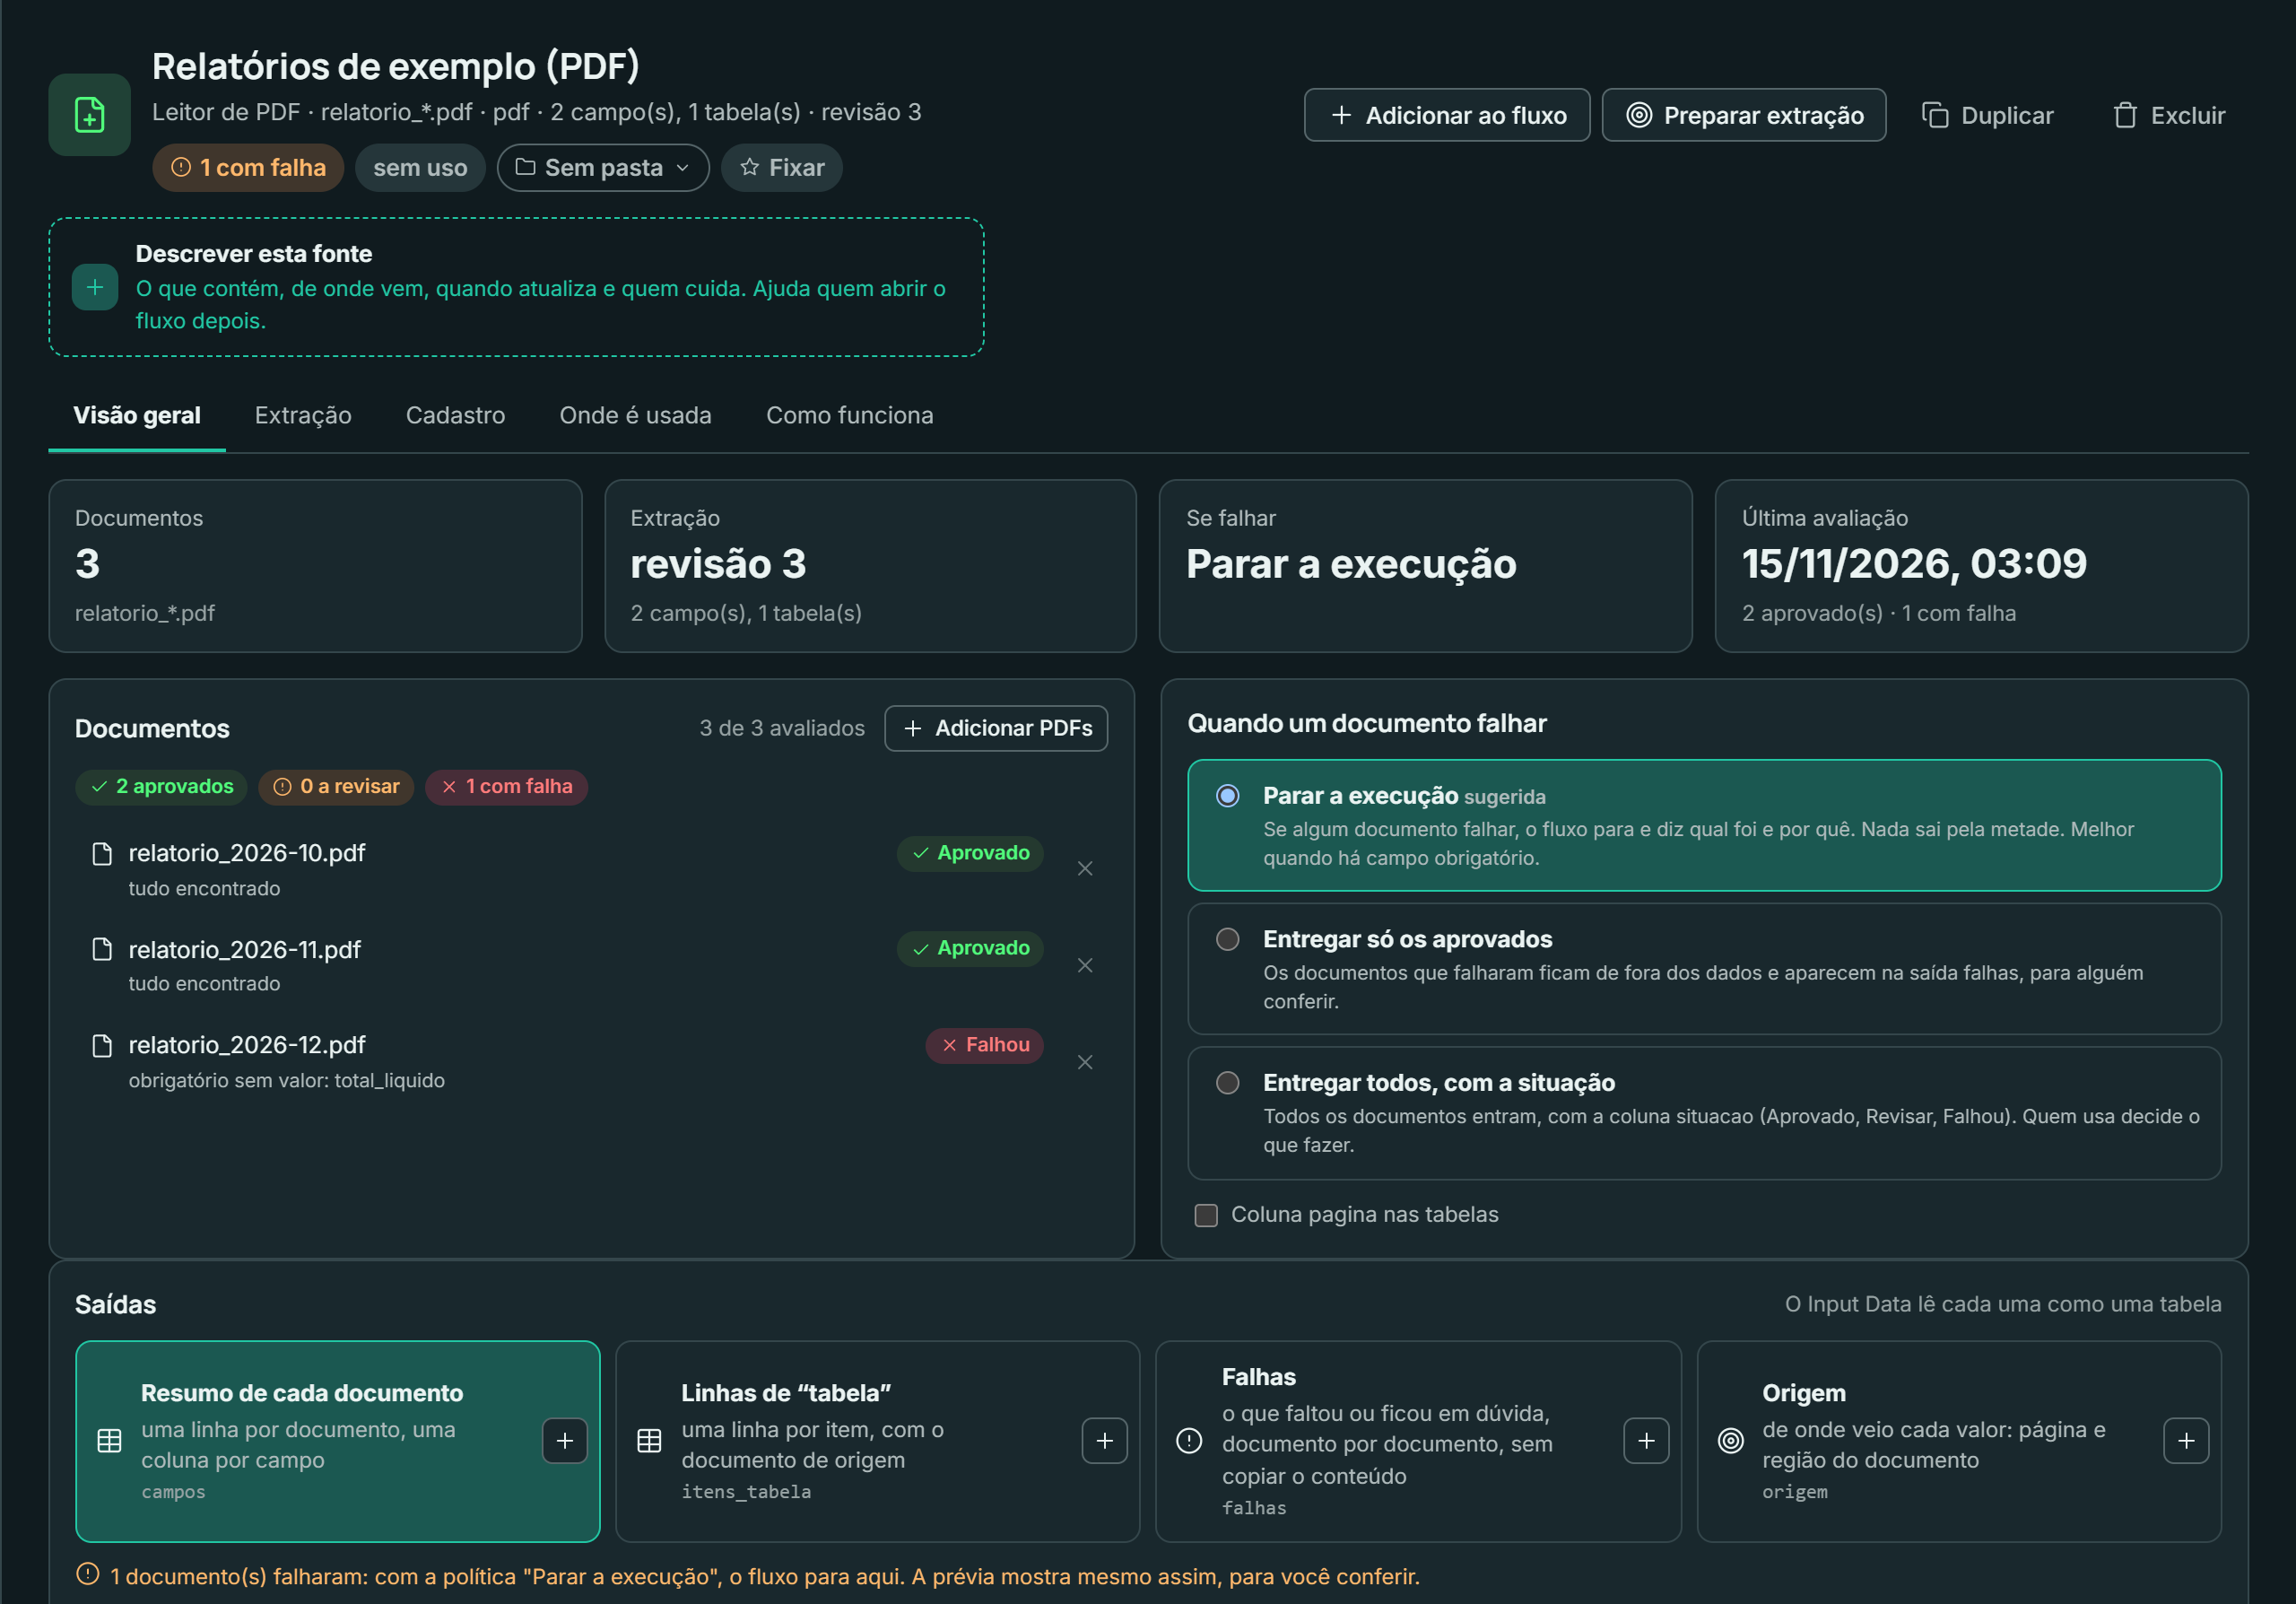 Relatórios de exemplo (PDF)
Leitor de PDF · relatorio_*.pdf · pdf · 2 campo(s), 1 tabela(s) · revisão 3
1 com falha
sem uso
Sem pasta
Fixar
Adicionar ao fluxo
Preparar extração
Duplicar
Excluir
Descrever esta fonte
O que contém, de onde vem, quando atualiza e quem cuida. Ajuda quem abrir o
fluxo depois.
Visão geral
Extração
Cadastro
Onde é usada
Como funciona
Documentos
3
relatorio_*.pdf
Extração
revisão 3
2 campo(s), 1 tabela(s)
Se falhar
Parar a execução
Última avaliação
15/11/2026, 03:09
2 aprovado(s) · 1 com falha
Documentos
3 de 3 avaliados
Adicionar PDFs
2 aprovados
0 a revisar
1 com falha
relatorio_2026-10.pdf
Aprovado
tudo encontrado
relatorio_2026-11.pdf
Aprovado
tudo encontrado
relatorio_2026-12.pdf
Falhou
obrigatório sem valor: total_liquido
Quando um documento falhar
Parar a execução sugerida
Se algum documento falhar, o fluxo para e diz qual foi e por quê. Nada sai pela metade. Melhor
quando há campo obrigatório.
Entregar só os aprovados
Os documentos que falharam ficam de fora dos dados e aparecem na saída falhas, para alguém
conferir.
Entregar todos, com a situação
Todos os documentos entram, com a coluna situacao (Aprovado, Revisar, Falhou). Quem usa decide o
que fazer.
Coluna pagina nas tabelas
Saídas
O Input Data lê cada uma como uma tabela
Resumo de cada documento
uma linha por documento, uma
coluna por campo
campos
Linhas de “tabela”
uma linha por item, com o
documento de origem
itens_tabela
Falhas
o que faltou ou ficou em dúvida,
documento por documento, sem
copiar o conteúdo
falhas
Origem
de onde veio cada valor: página e
região do documento
origem
1 documento(s) falharam: com a política "Parar a execução", o fluxo para aqui. A prévia mostra mesmo assim, para você conferir.